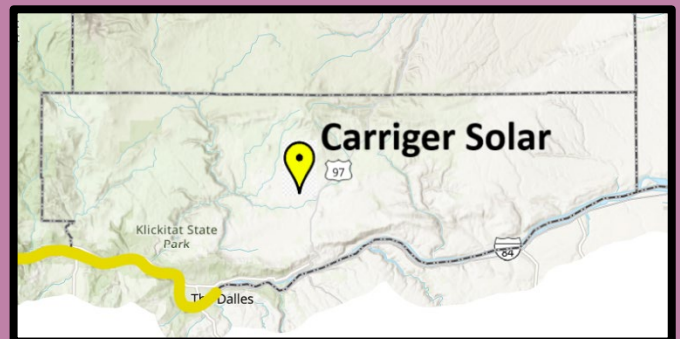 Carriger Solar
97
Klickitat State
Park
84
The Dalles